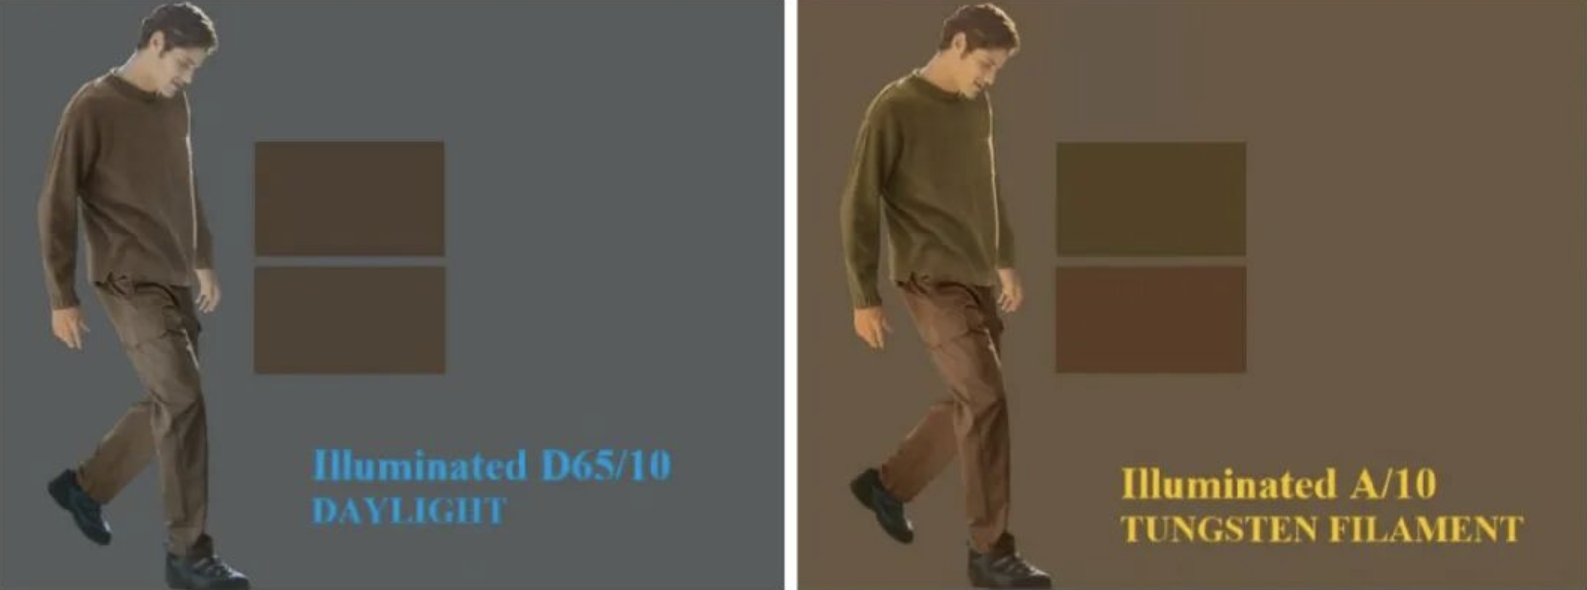 Illuminated D65/10
DAYLIGHT
Illuminated A/10
TUNGSTEN FILAMENT